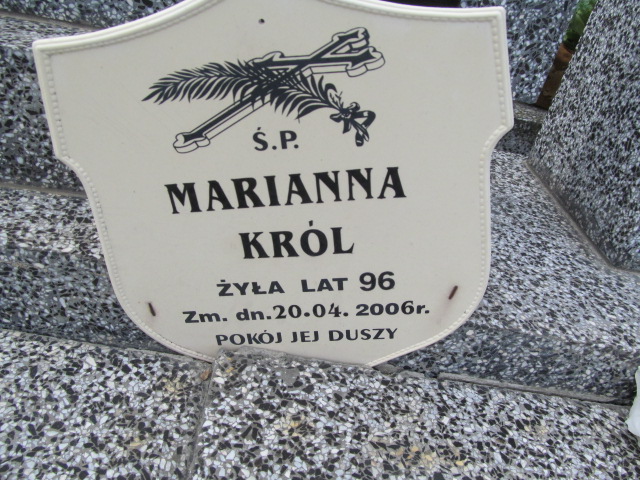 Ś.P.
MARIANNA
KRÓL
ŻYŁA LAT 96
Zm. dn. 20.04. 2006r.
POKÓJ JEJ DUSZY